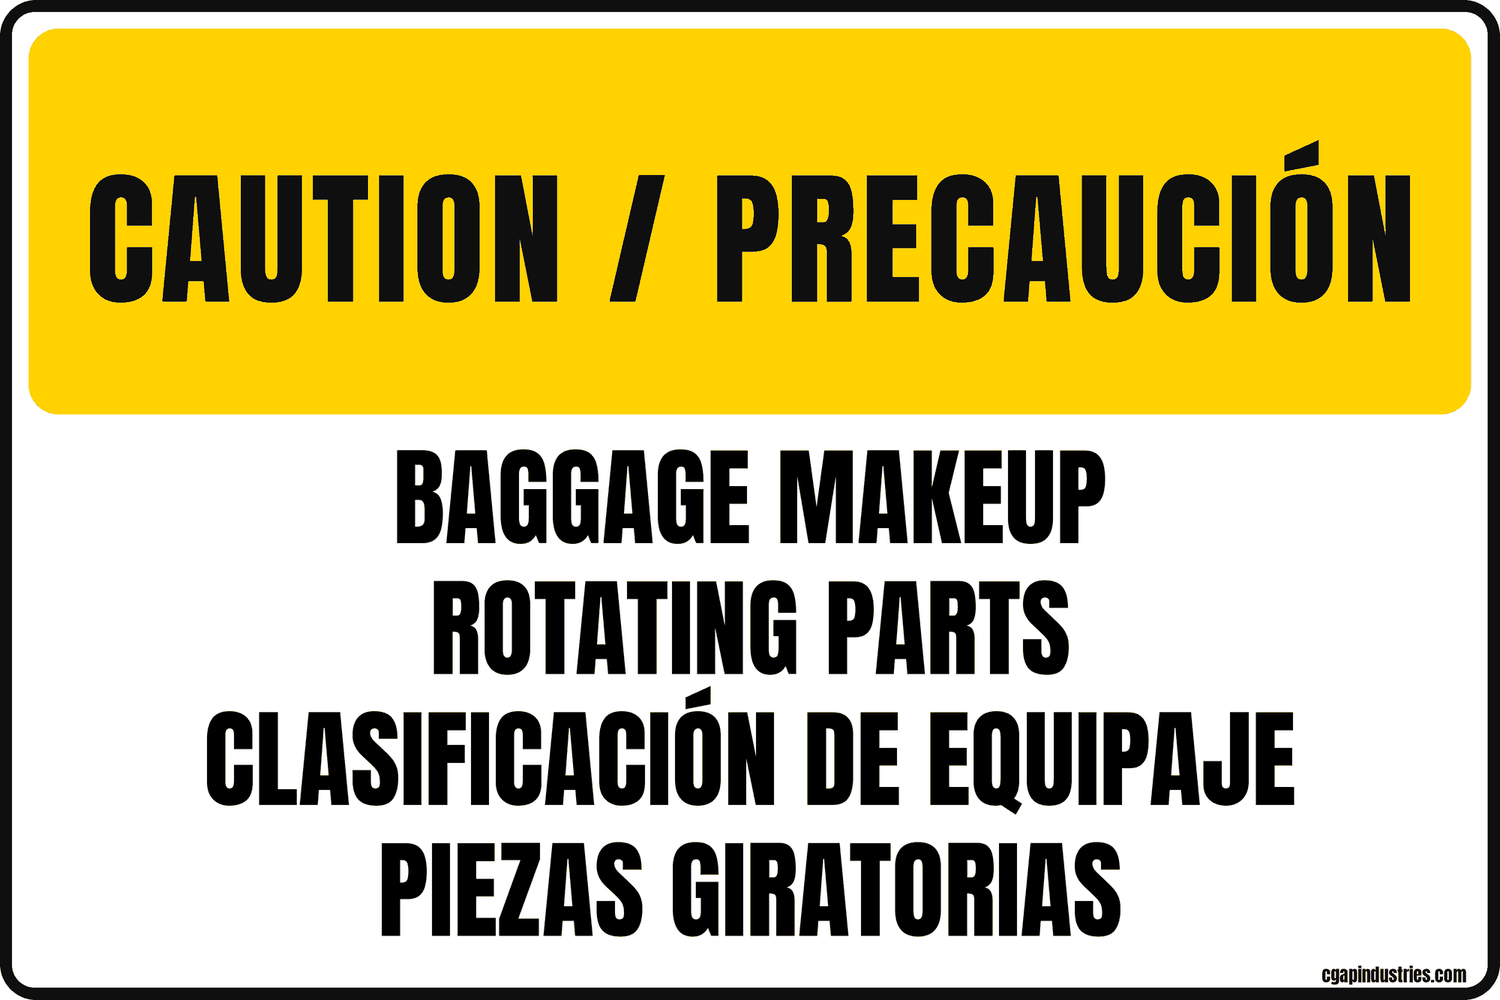 CAUTION / PRECAUCIÓN
BAGGAGE MAKEUP
ROTATING PARTS
CLASIFICACIÓN DE EQUIPAJE
PIEZAS GIRATORIAS
cgapindustries.com